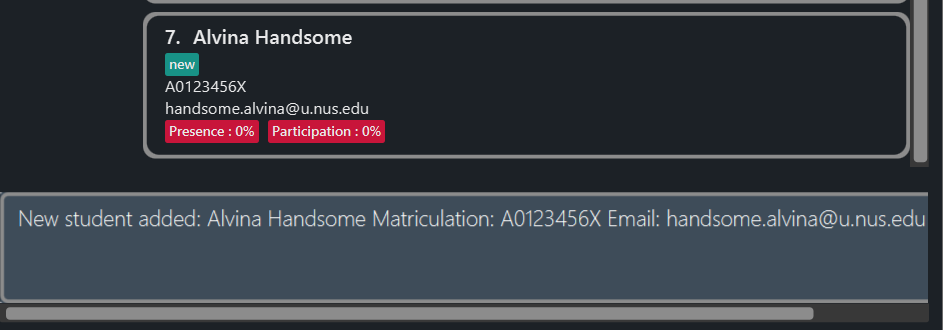 7. Alvina Handsome
new
A0123456X
handsome.alvina@u.nus.edu
Presence : 0% Participation : 0%
New student added: Alvina Handsome Matriculation: A0123456X Email: handsome.alvina@u.nus.edu